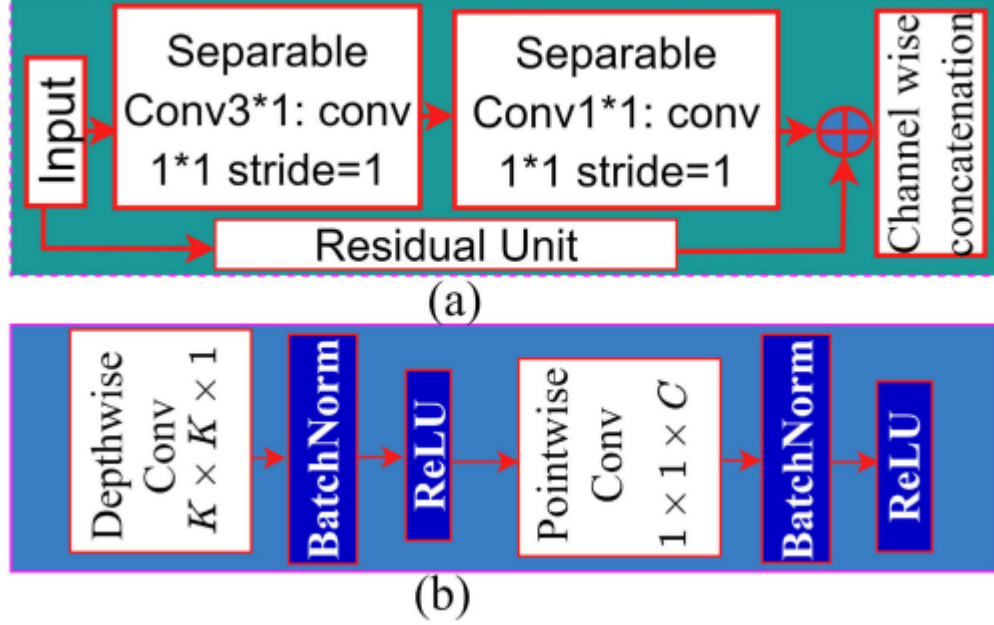 Input
Separable
Conv3*1: conv
1*1 stride=1
Separable
Conv1*1: conv
1*1 stride=1
Channel wise
concatenation
Residual Unit
(a)
Depthwise
Conv
K × K × 1
BatchNorm
ReLU
Pointwise
Conv
1 × 1 × C
BatchNorm
ReLU
(b)